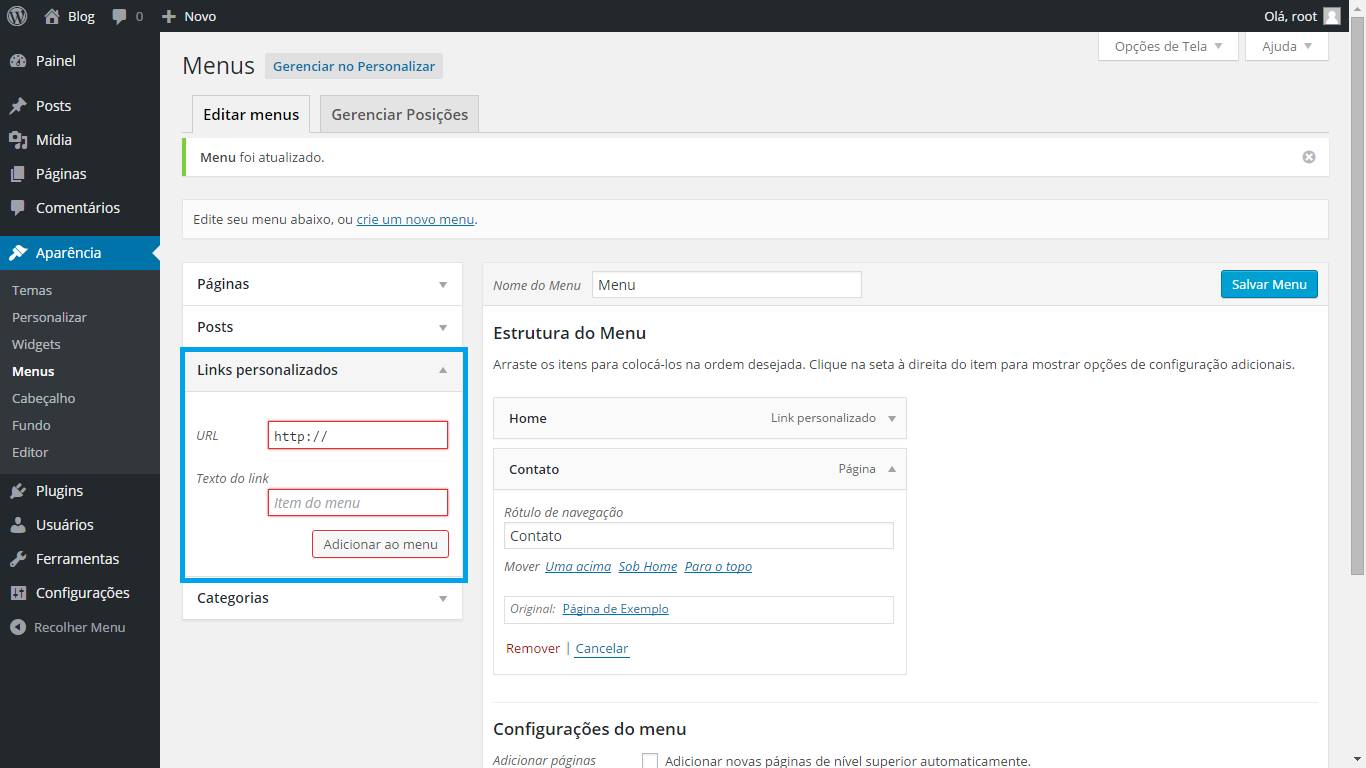 Blog 0 Novo Olá, root
Painel
Posts
Mídia
Páginas
Comentários
Aparência
Temas
Personalizar
Widgets
Menus
Cabeçalho
Fundo
Editor
Plugins
Usuários
Ferramentas
Configurações
Recolher Menu
Opções de Tela Ajuda
Menus Gerenciar no Personalizar
Editar menus Gerenciar Posições
Menu foi atualizado.
Edite seu menu abaixo, ou crie um novo menu.
Páginas
Posts
Links personalizados
URL http://
Texto do link
Item do menu
Adicionar ao menu
Categorias
Nome do Menu Menu Salvar Menu
Estrutura do Menu
Arraste os itens para colocá-los na ordem desejada. Clique na seta à direita do item para mostrar opções de configuração adicionais.
Home Link personalizado
Contato Página
Rótulo de navegação
Contato
Mover Uma acima Sob Home Para o topo
Original: Página de Exemplo
Remover | Cancelar
Configurações do menu
Adicionar páginas Adicionar novas páginas de nível superior automaticamente.